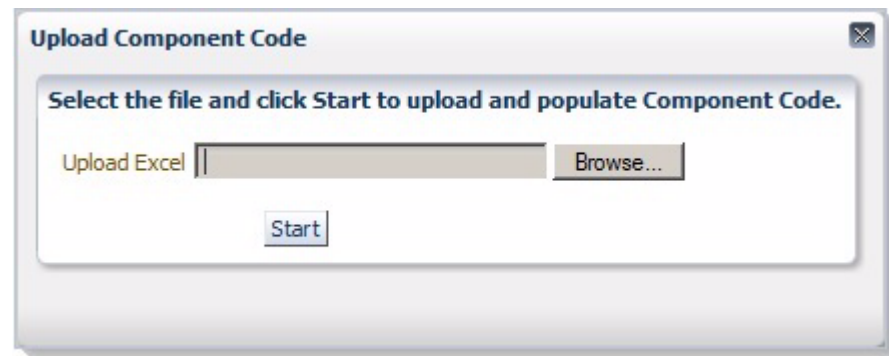 Upload Component Code
Select the file and click Start to upload and populate Component Code.
Upload Excel Browse...
Start